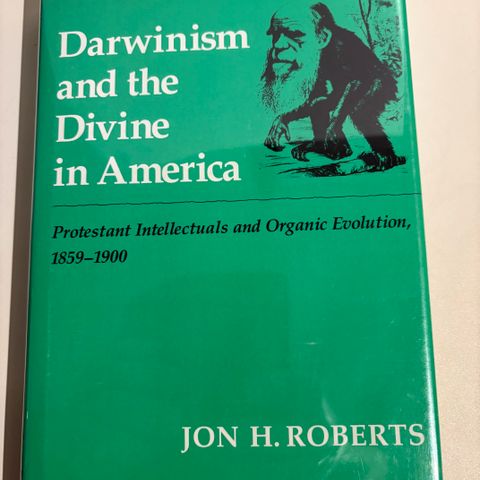 Darwinism
and the
Divine
in America
Protestant Intellectuals and Organic Evolution,
1859–1900
JON H. ROBERTS